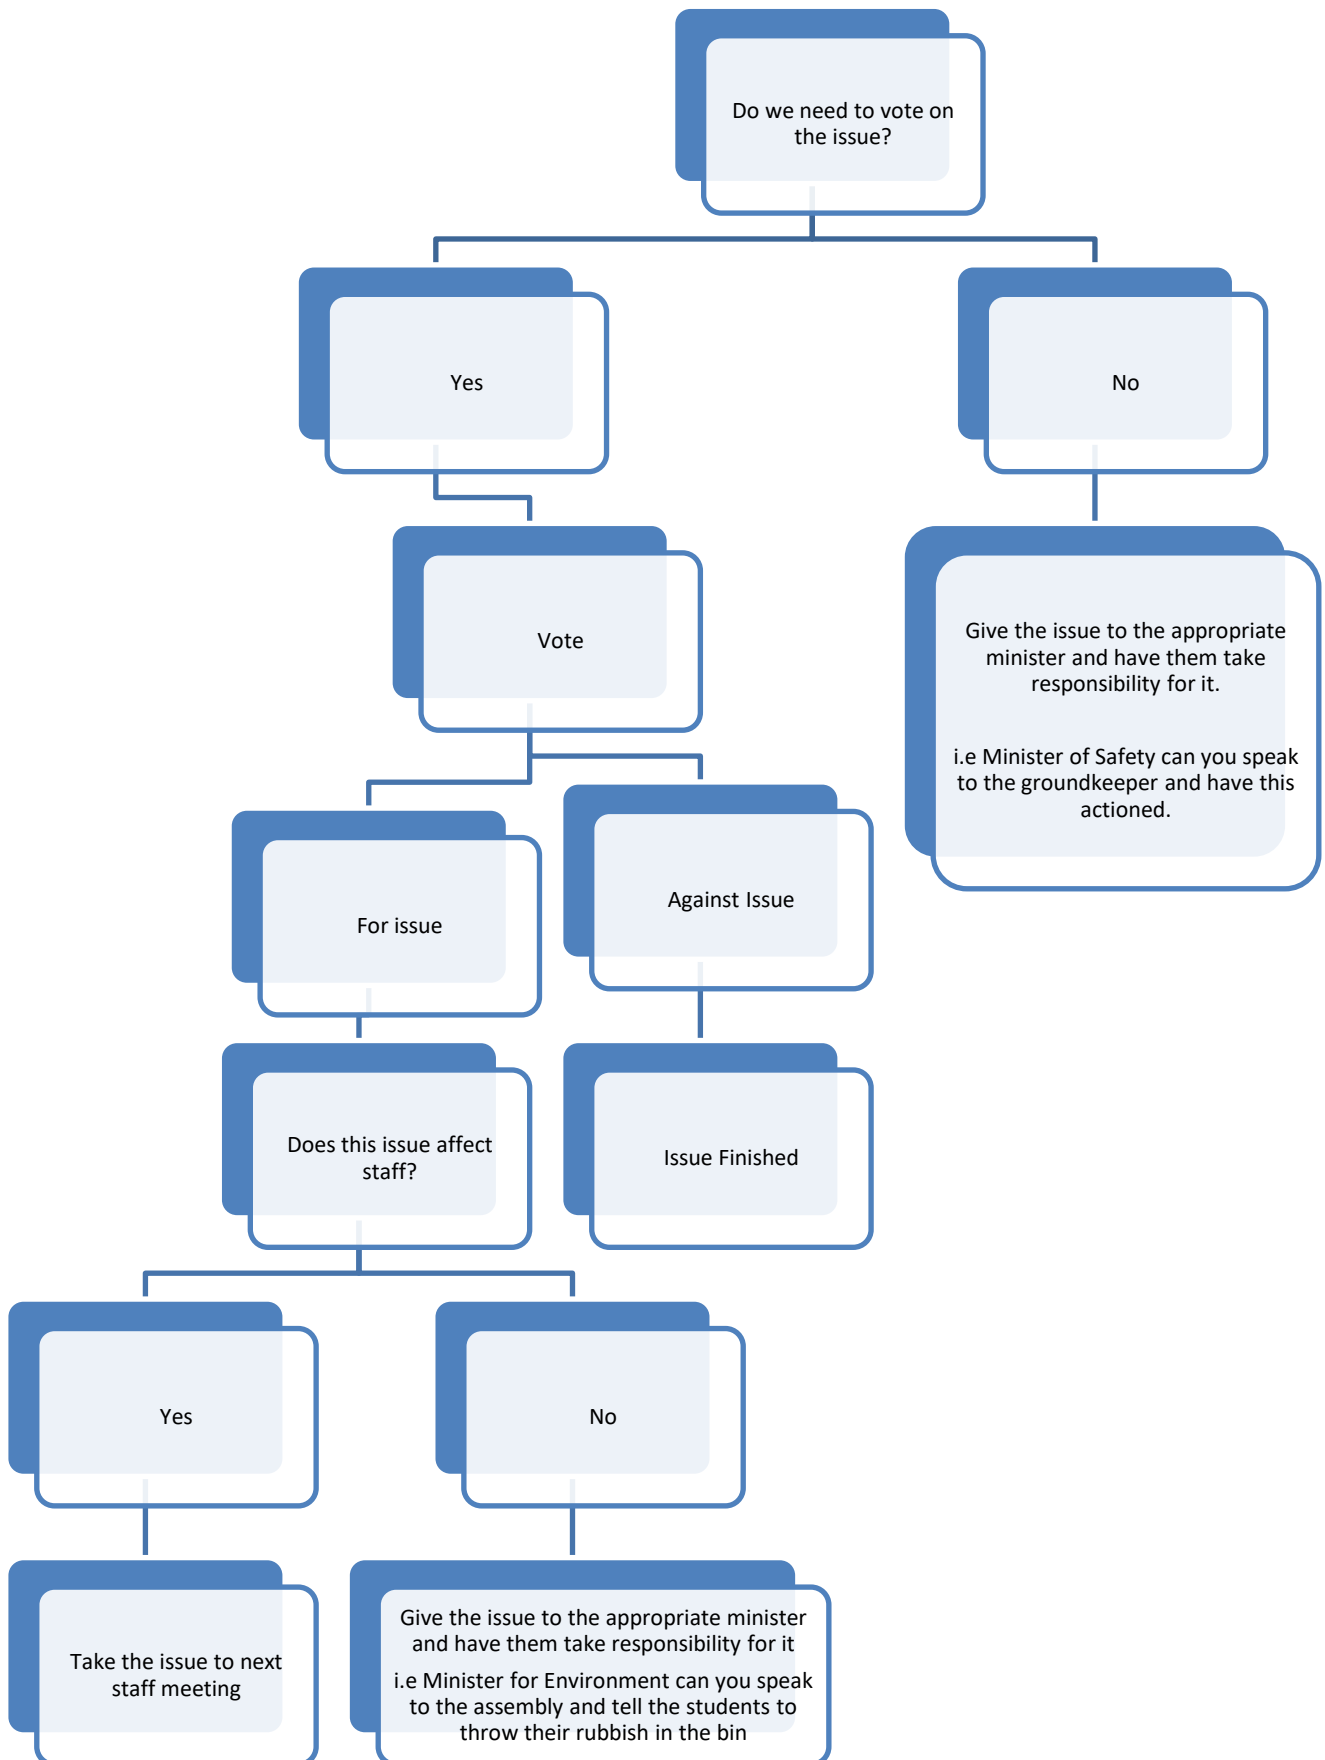 Do we need to vote on
the issue?
Yes
No
Vote
Give the issue to the appropriate
minister and have them take
responsibility for it.
i.e Minister of Safety can you speak
to the groundkeeper and have this
actioned.
For issue
Against Issue
Does this issue affect
staff?
Issue Finished
Yes
No
Take the issue to next
staff meeting
Give the issue to the appropriate minister
and have them take responsibility for it
i.e Minister for Environment can you speak
to the assembly and tell the students to
throw their rubbish in the bin